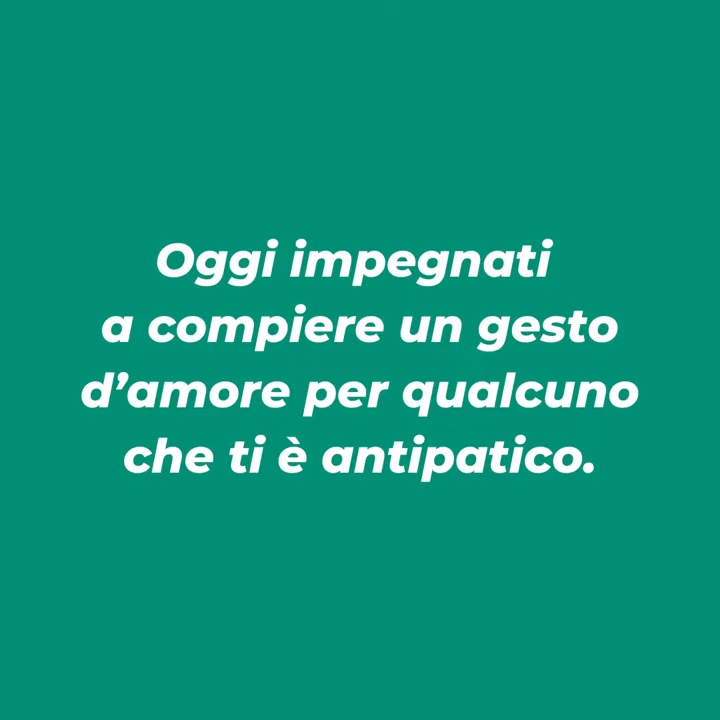 Oggi impegnati
a compiere un gesto
d’amore per qualcuno
che ti è antipatico.